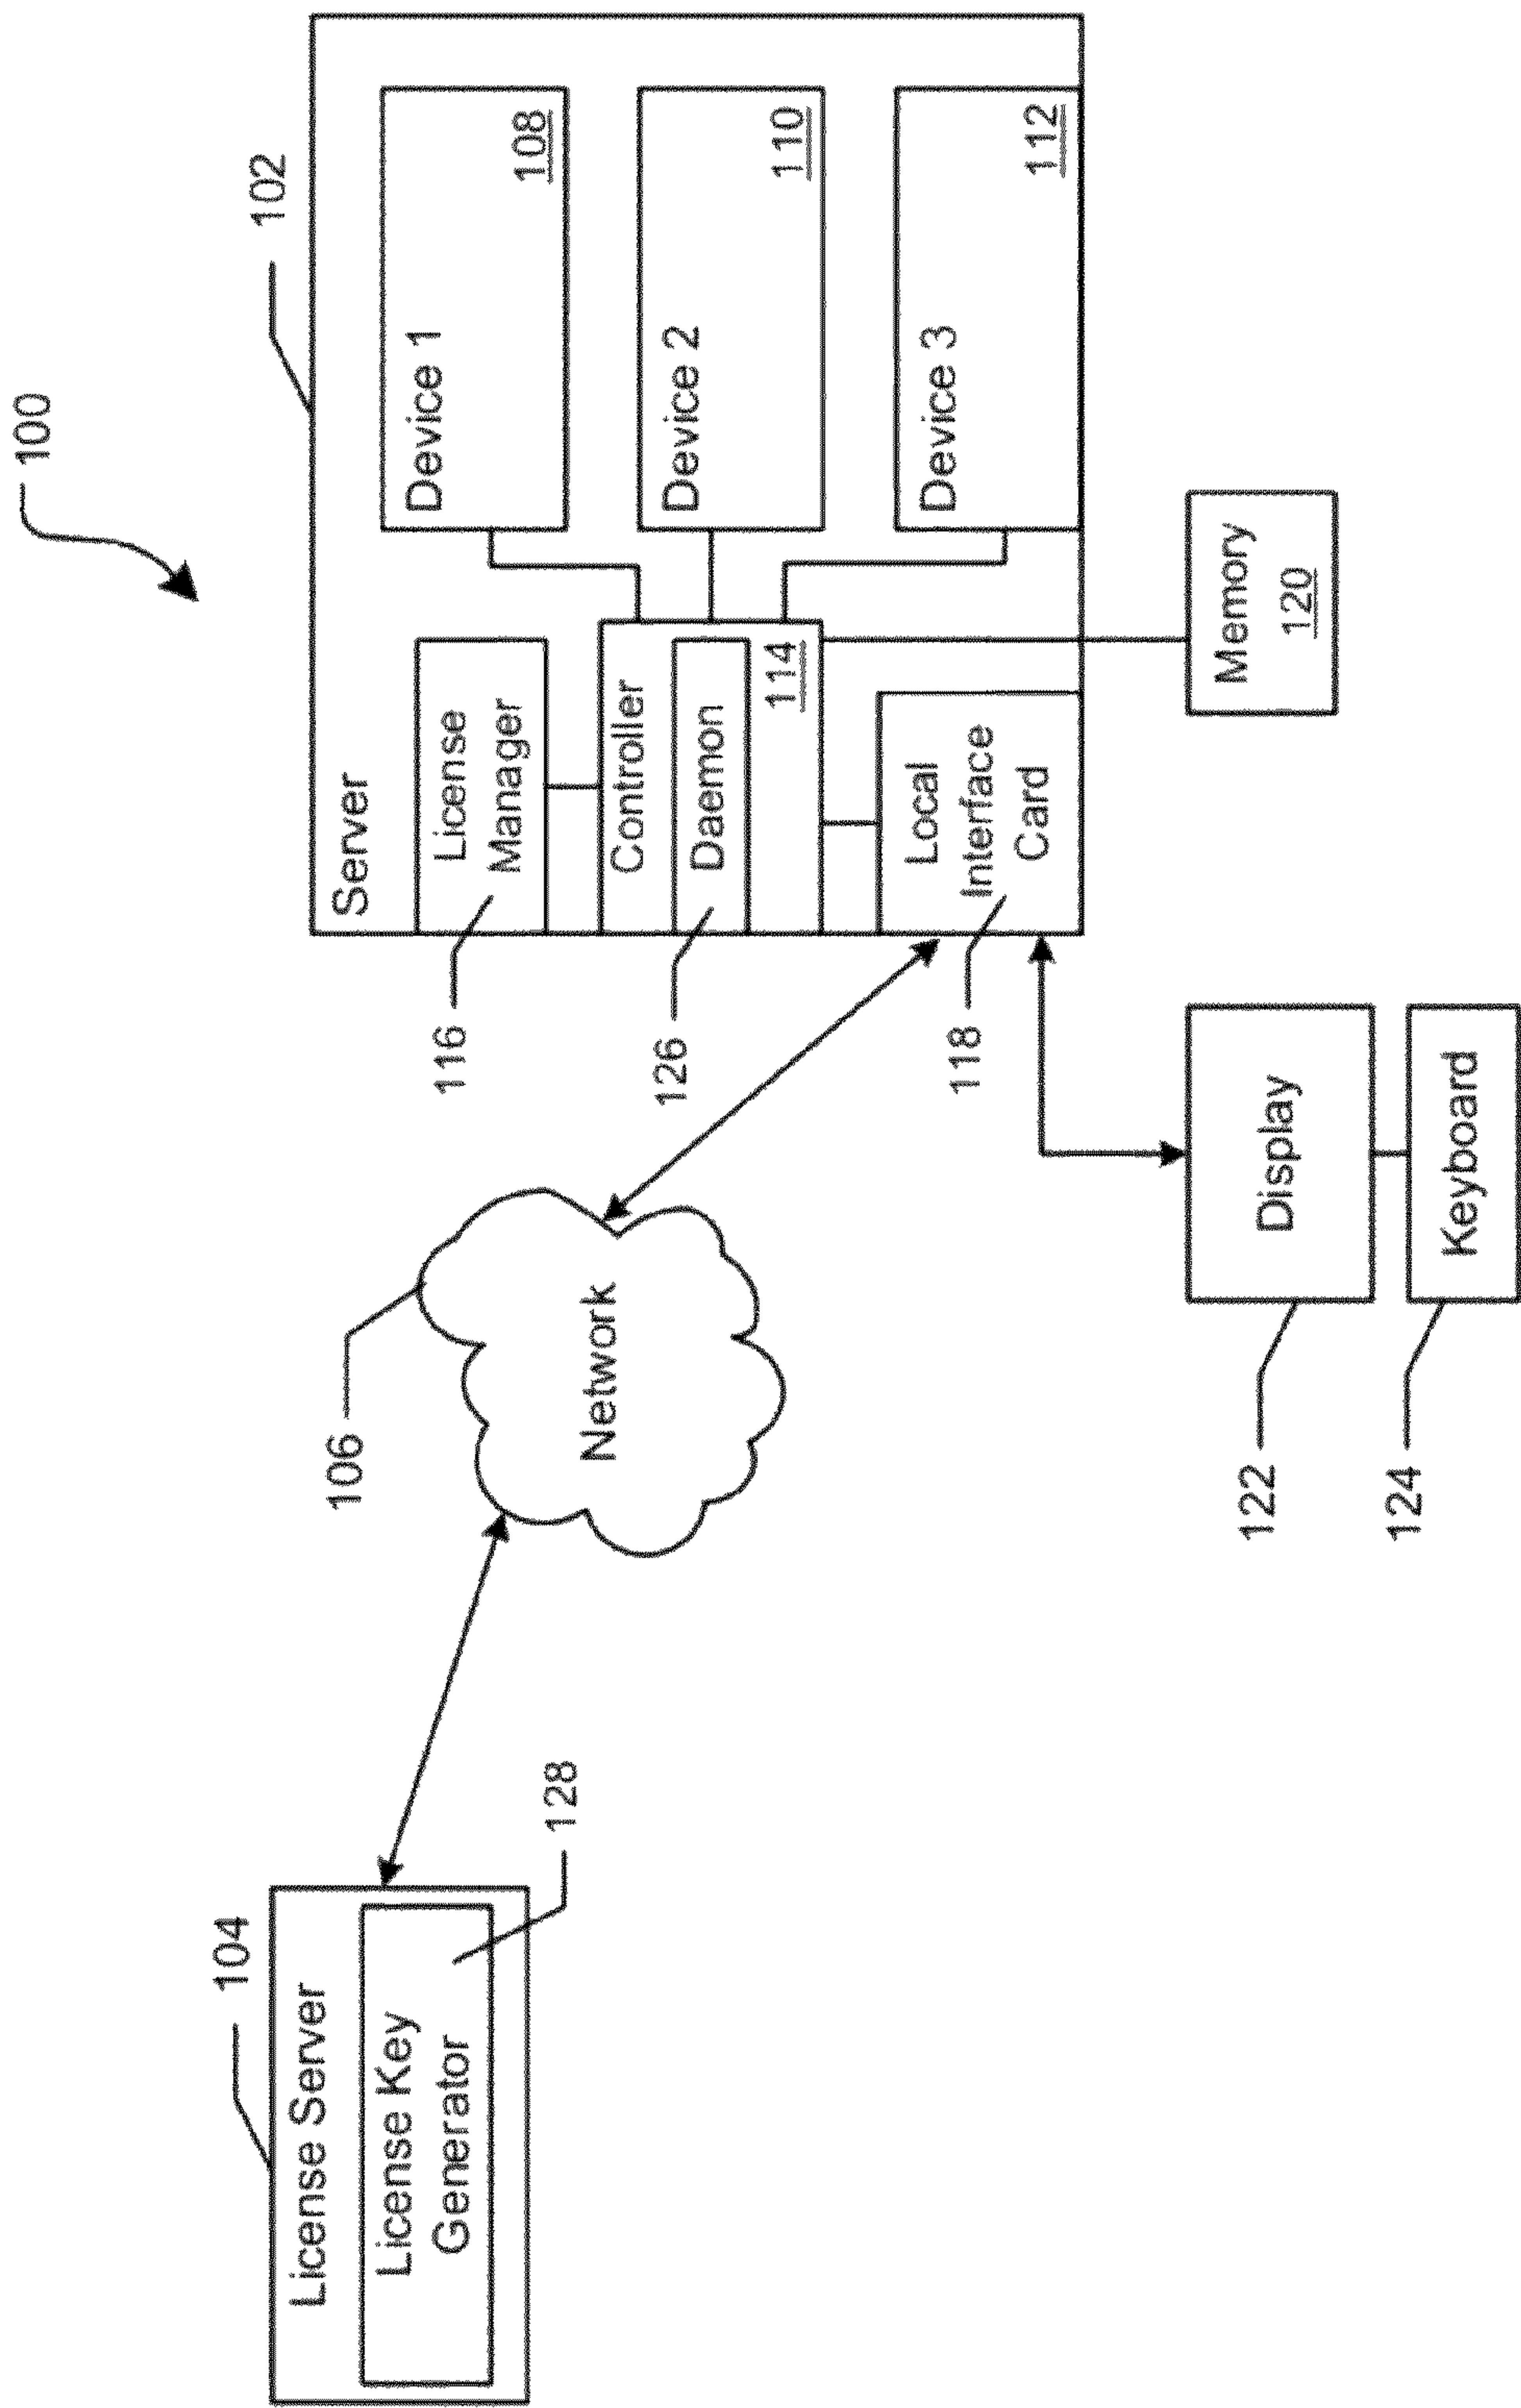 100
102
104
License Server
License Key
Generator
128
106
Network
Server
116
License
Manager
Controller
126
Daemon
114
118
Local
Interface
Card
Device 1
108
Device 2
110
Device 3
112
Memory
120
122
Display
124
Keyboard